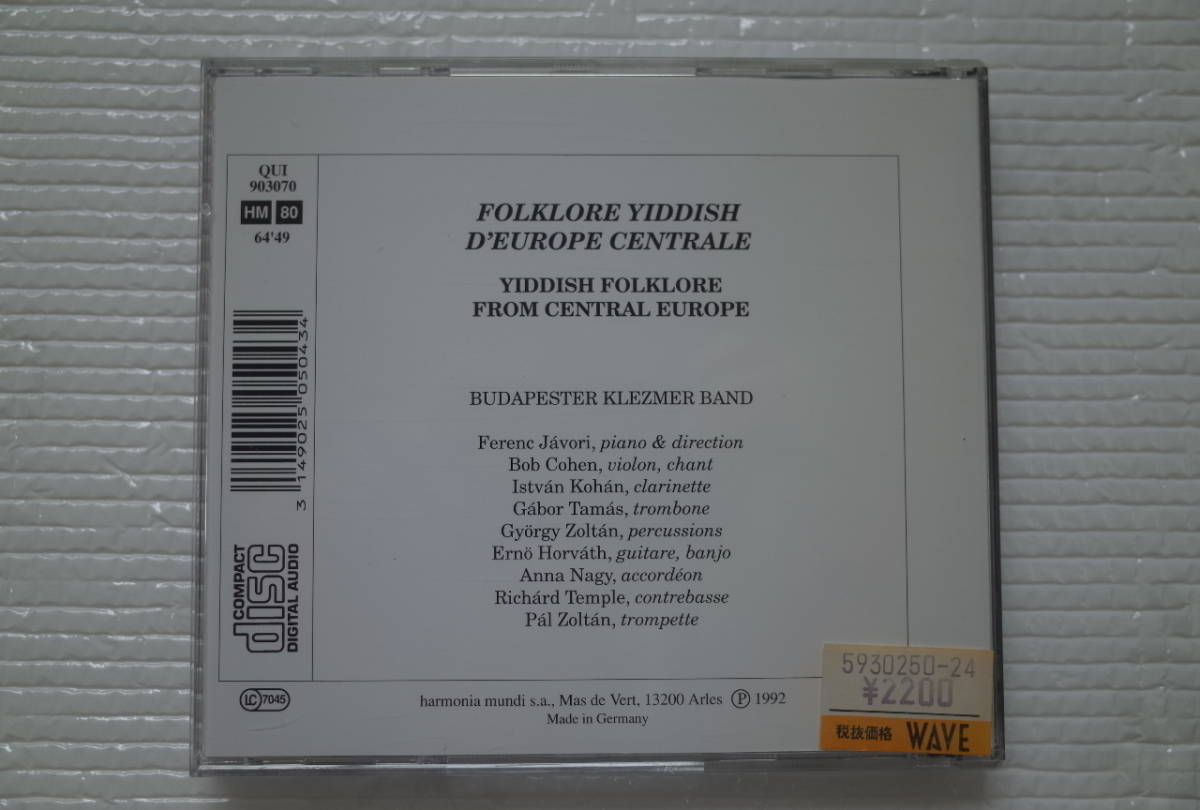 QUI
903070
HM 80
64'49
FOLKLORE YIDDISH
D'EUROPE CENTRALE
YIDDISH FOLKLORE
FROM CENTRAL EUROPE
BUDAPESTER KLEZMER BAND
Ferenc Jávori, piano & direction
Bob Cohen, violon, chant
István Kohán, clarinette
Gábor Tamás, trombone
György Zoltán, percussions
Ernö Horváth, guitare, banjo
Anna Nagy, accordéon
Richárd Temple, contrebasse
Pál Zoltán, trompette
3 149025 050434
COMPACT
disc
DIGITAL AUDIO
LC 7045
harmonia mundi s.a., Mas de Vert, 13200 Arles Ⓟ 1992
Made in Germany
5930250-24
¥2200
税抜価格 WAVE